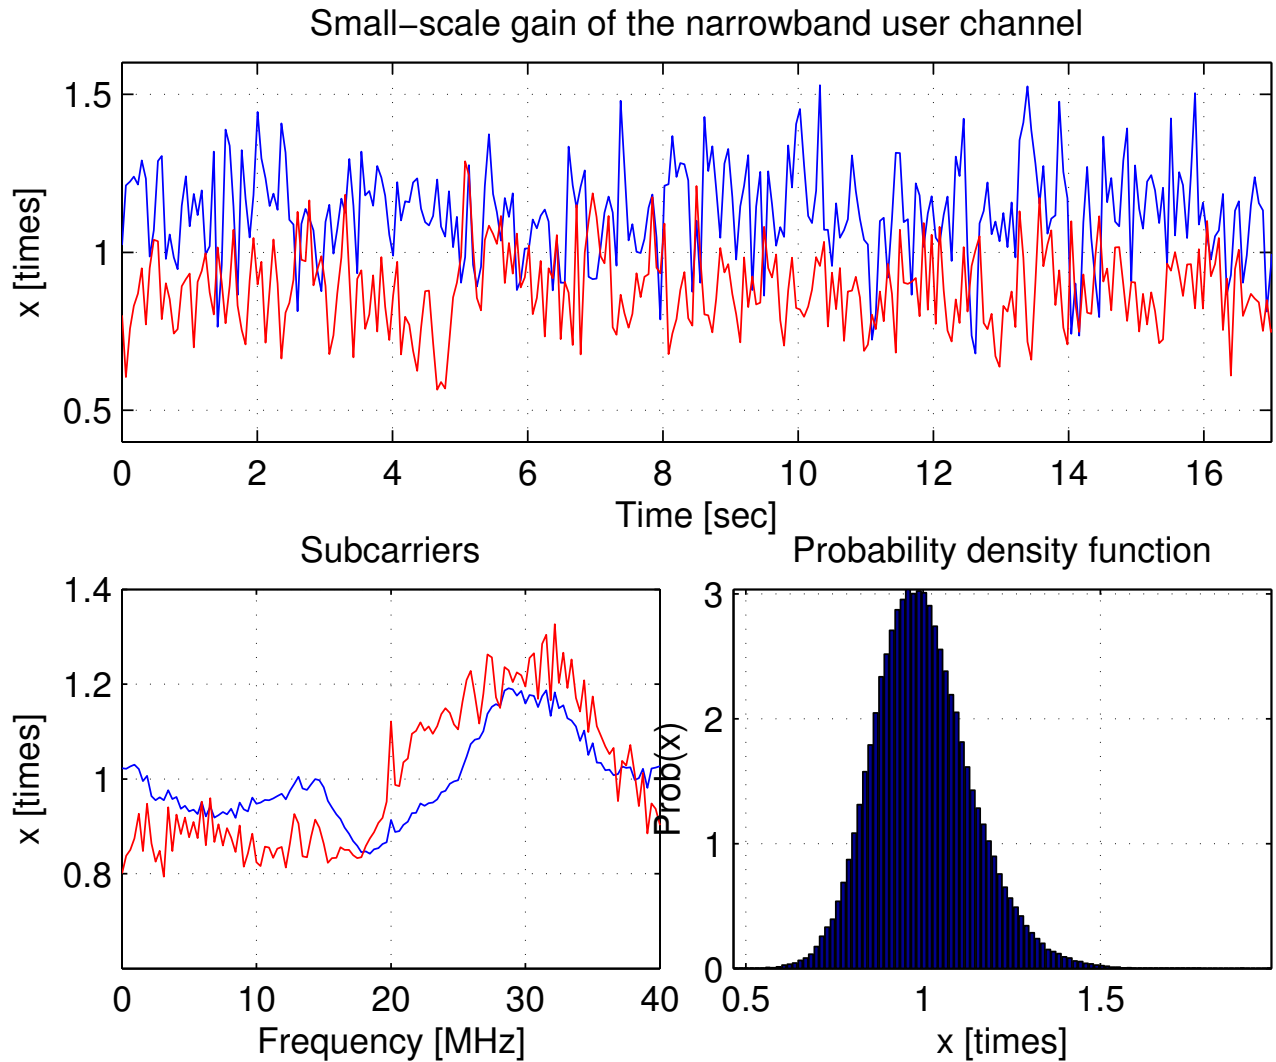 Small−scale gain of the narrowband user channel
x [times]
1.5
1
0.5
0 2 4 6 8 10 12 14 16
Time [sec]
Subcarriers
x [times]
1.4
1.2
1
0.8
0 10 20 30 40
Frequency [MHz]
Probability density function
Prob(x)
3
2
1
0
0.5 1 1.5
x [times]